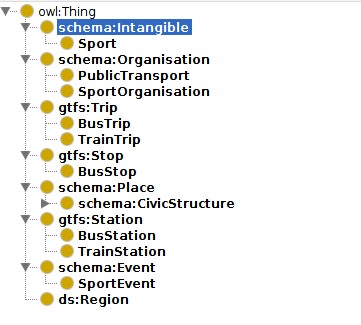 owl:Thing
schema:Intangible
Sport
schema:Organisation
PublicTransport
SportOrganisation
gtfs:Trip
BusTrip
TrainTrip
gtfs:Stop
BusStop
schema:Place
schema:CivicStructure
gtfs:Station
BusStation
TrainStation
schema:Event
SportEvent
ds:Region